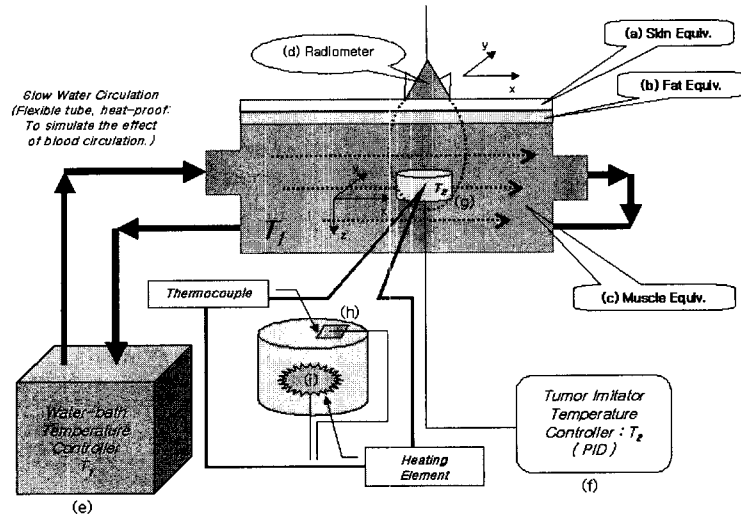 (d) Radiometer
y
x
(a) Skin Equiv.
(b) Fat Equiv.
Slow Water Circulation
(Flexible tube, heat-proof:
To simulate the effect
of blood circulation.)
T1
y
x
z
T2
(g)
(c) Muscle Equiv.
Thermocouple
(h)
(i)
Heating
Element
Water-bath
Temperature
Controller
T1
(e)
Tumor Imitator
Temperature
Controller : T2
( PID )
(f)